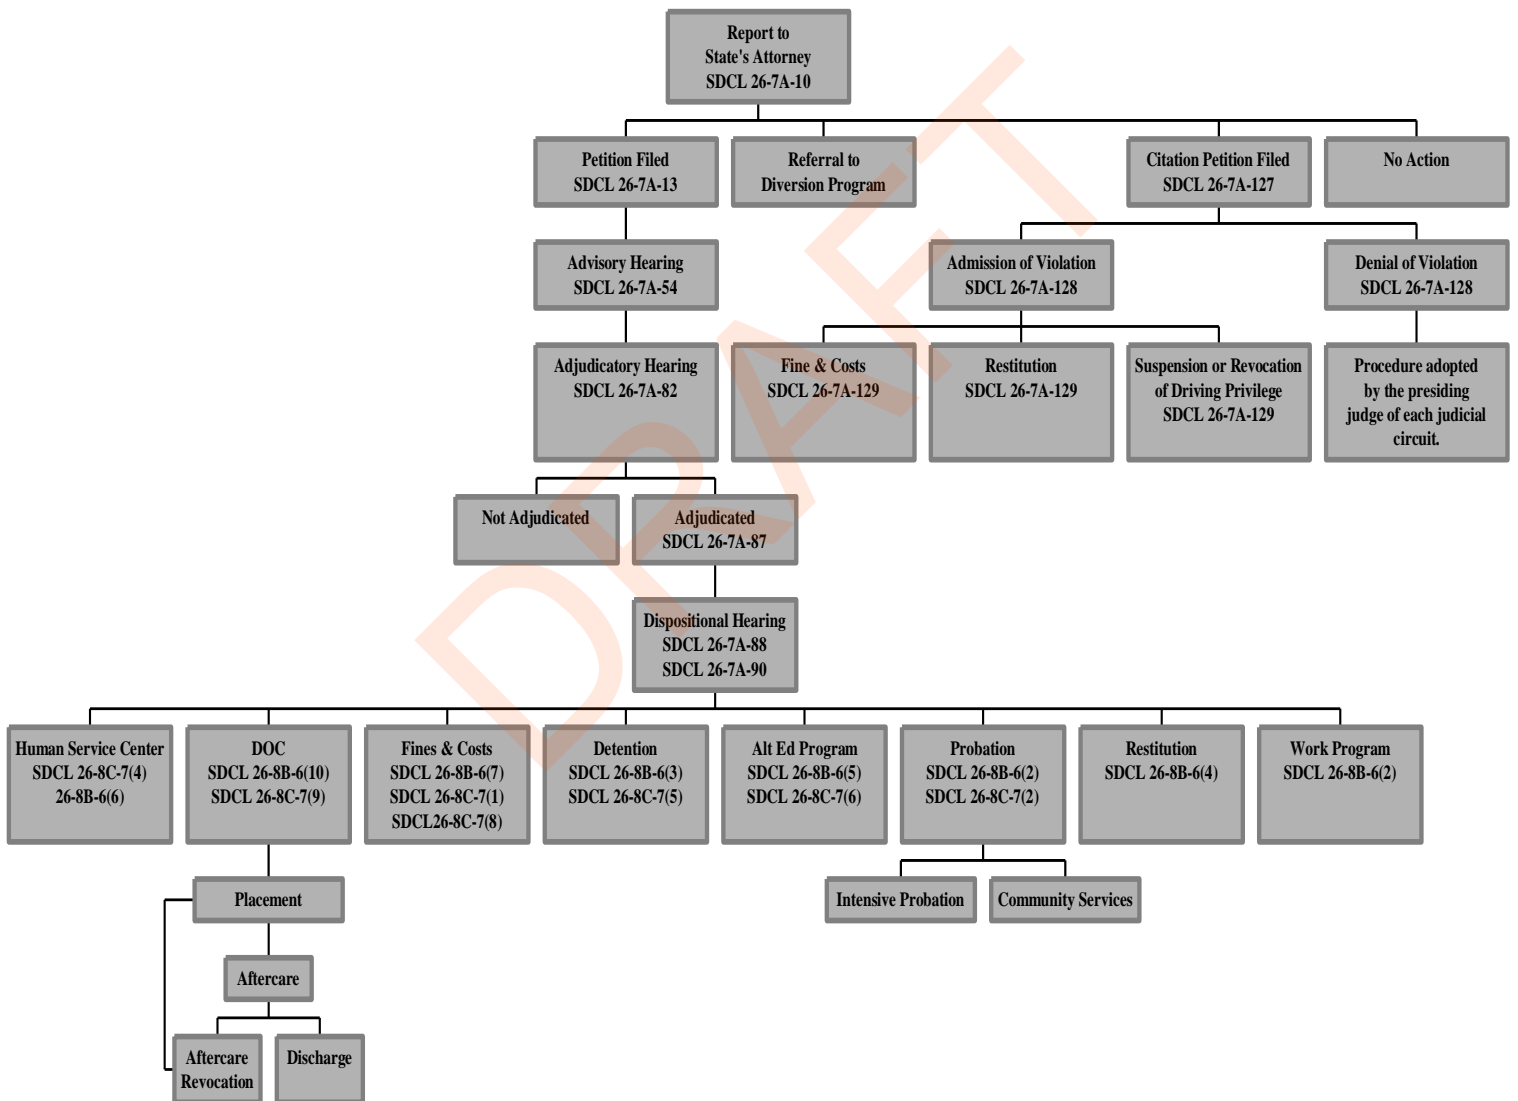 Report to
State's Attorney
SDCL 26-7A-10
Petition Filed
SDCL 26-7A-13
Referral to
Diversion Program
Citation Petition Filed
SDCL 26-7A-127
No Action
Advisory Hearing
SDCL 26-7A-54
Admission of Violation
SDCL 26-7A-128
Denial of Violation
SDCL 26-7A-128
Adjudicatory Hearing
SDCL 26-7A-82
Fine & Costs
SDCL 26-7A-129
Restitution
SDCL 26-7A-129
Suspension or Revocation
of Driving Privilege
SDCL 26-7A-129
Procedure adopted
by the presiding
judge of each judicial
circuit.
Not Adjudicated
Adjudicated
SDCL 26-7A-87
Dispositional Hearing
SDCL 26-7A-88
SDCL 26-7A-90
Human Service Center
SDCL 26-8C-7(4)
26-8B-6(6)
DOC
SDCL 26-8B-6(10)
SDCL 26-8C-7(9)
Fines & Costs
SDCL 26-8B-6(7)
SDCL 26-8C-7(1)
SDCL26-8C-7(8)
Detention
SDCL 26-8B-6(3)
SDCL 26-8C-7(5)
Alt Ed Program
SDCL 26-8B-6(5)
SDCL 26-8C-7(6)
Probation
SDCL 26-8B-6(2)
SDCL 26-8C-7(2)
Restitution
SDCL 26-8B-6(4)
Work Program
SDCL 26-8B-6(2)
Placement
Intensive Probation
Community Services
Aftercare
Aftercare
Revocation
Discharge
DRAFT